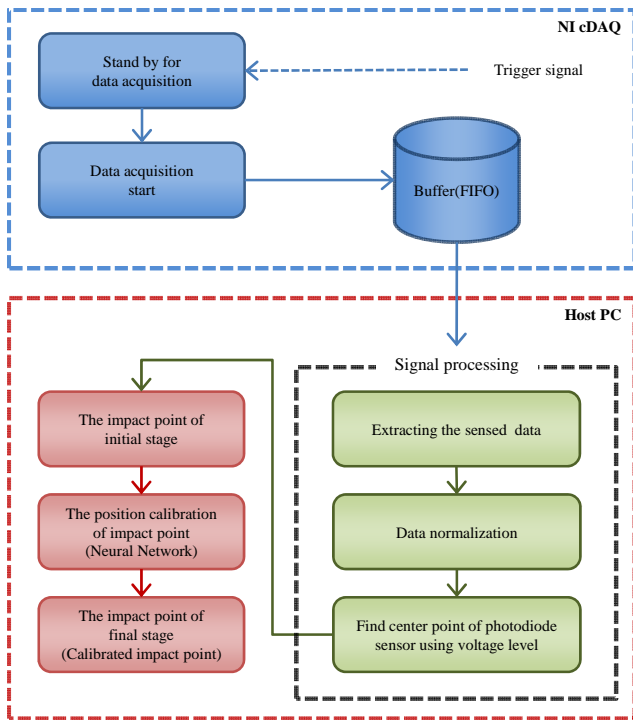 NI cDAQ
Stand by for
data acquisition
Trigger signal
Data acquisition
start
Buffer(FIFO)
Host PC
Signal processing
Extracting the sensed data
Data normalization
Find center point of photodiode
sensor using voltage level
The impact point of
initial stage
The position calibration
of impact point
(Neural Network)
The impact point of
final stage
(Calibrated impact point)